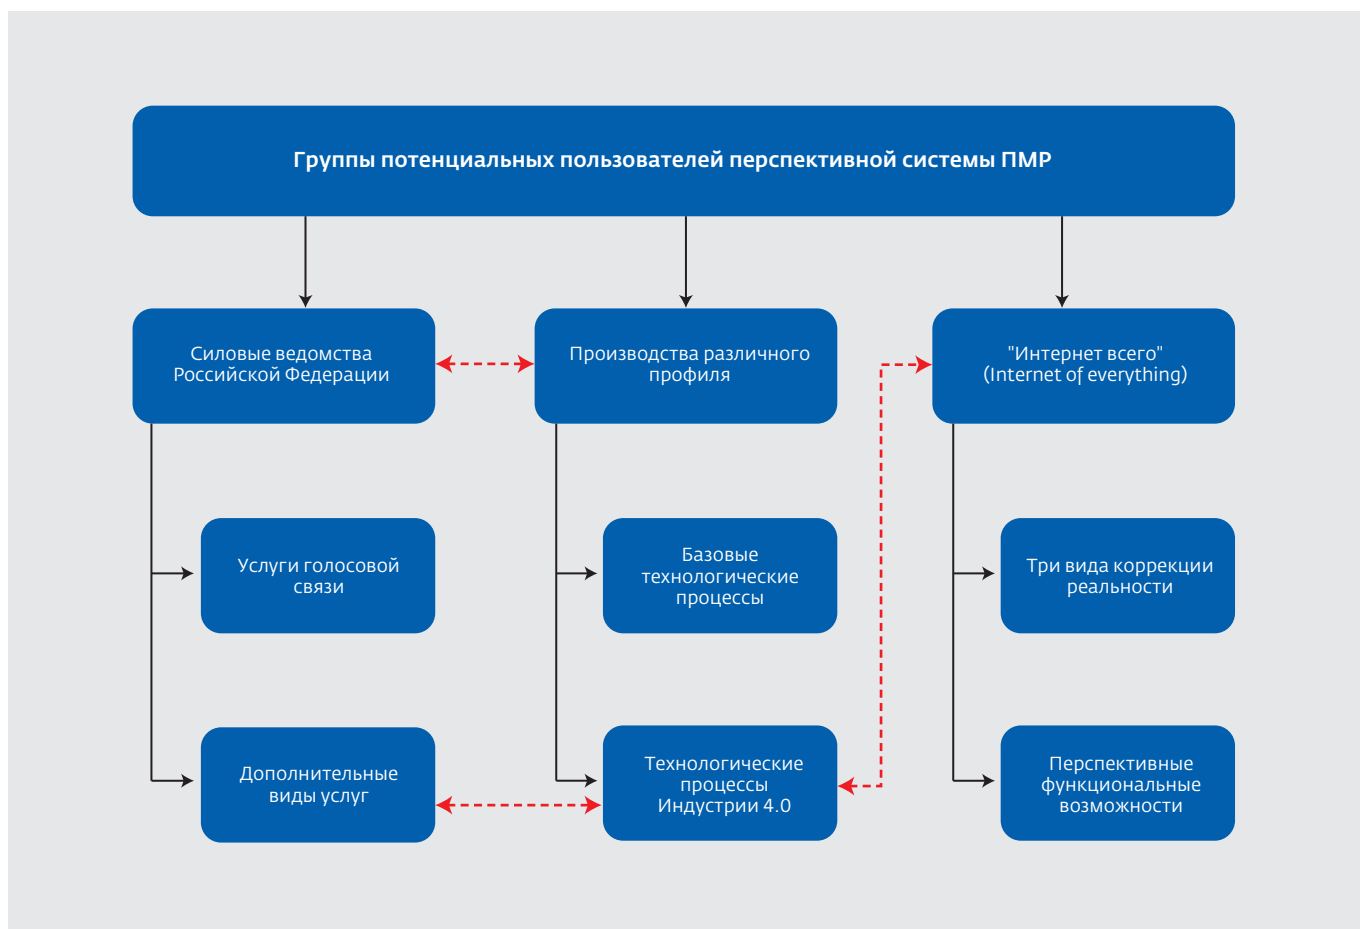 Группы потенциальных пользователей перспективной системы ПМР
Силовые ведомства
Российской Федерации
Производства различного
профиля
"Интернет всего"
(Internet of everything)
Услуги голосовой
связи
Базовые
технологические
процессы
Три вида коррекции
реальности
Дополнительные
виды услуг
Технологические
процессы
Индустрии 4.0
Перспективные
функциональные
возможности